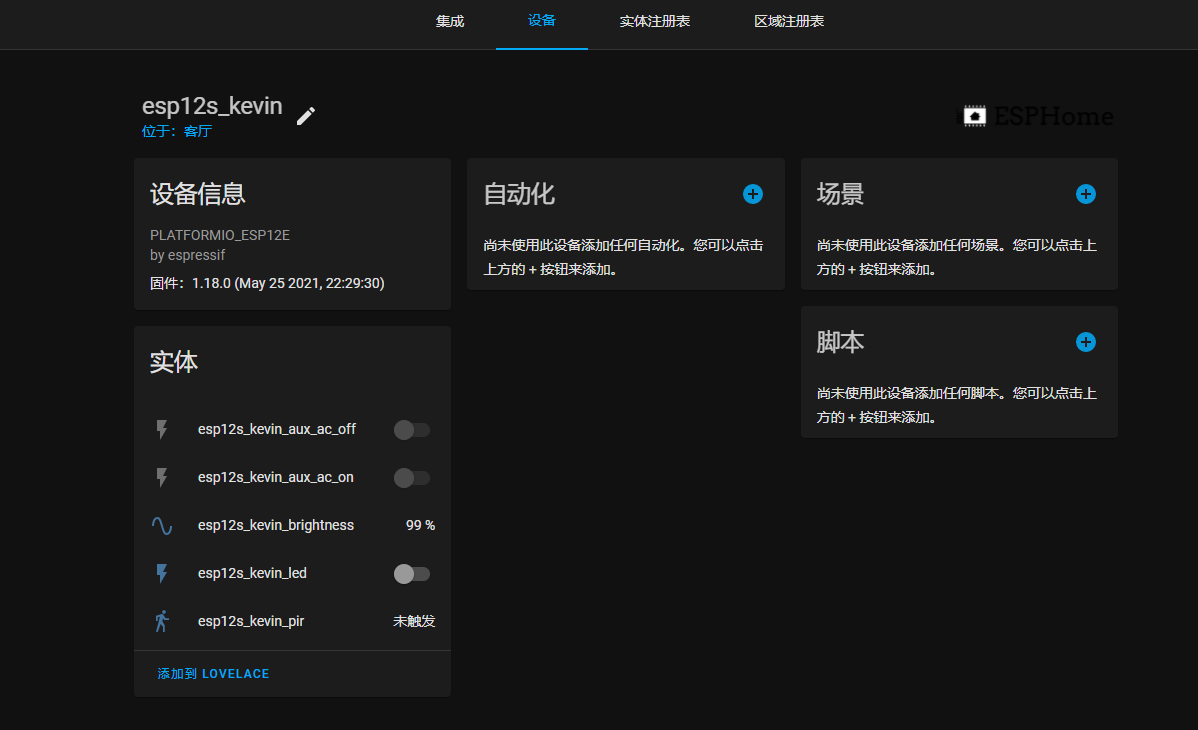 集成 设备 实体注册表 区域注册表
esp12s_kevin
位于：客厅
ESPHome
设备信息
PLATFORMIO_ESP12E
by espressif
固件：1.18.0 (May 25 2021, 22:29:30)
实体
esp12s_kevin_aux_ac_off
esp12s_kevin_aux_ac_on
esp12s_kevin_brightness 99 %
esp12s_kevin_led
esp12s_kevin_pir 未触发
添加到 LOVELACE
自动化
尚未使用此设备添加任何自动化。您可以点击
上方的 + 按钮来添加。
场景
尚未使用此设备添加任何场景。您可以点击上
方的 + 按钮来添加。
脚本
尚未使用此设备添加任何脚本。您可以点击上
方的 + 按钮来添加。